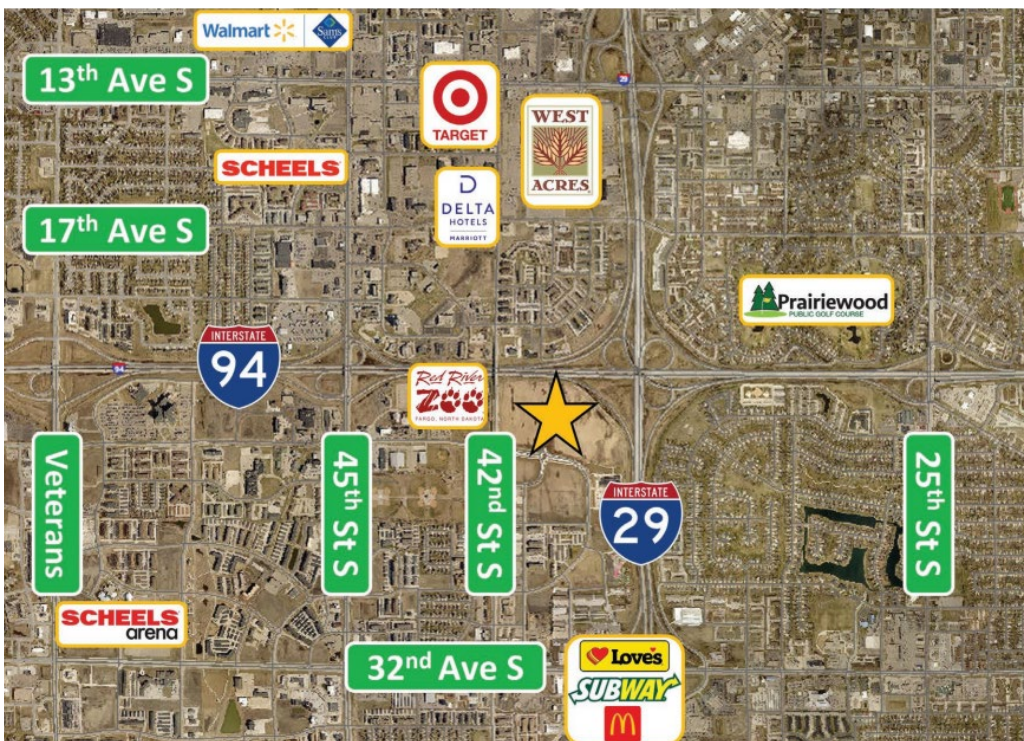 Walmart Sam's
13th Ave S
TARGET
WEST
ACRES
SCHEELS
D
DELTA
HOTELS
MARRIOTT
17th Ave S
Prairiewood
PUBLIC GOLF COURSE
INTERSTATE
94
94
29
Red River
ZOO
FARGO, NORTH DAKOTA
Veterans
45th St S
42nd St S
25th St S
INTERSTATE
29
SCHEELS
arena
32nd Ave S
Love's
SUBWAY
M